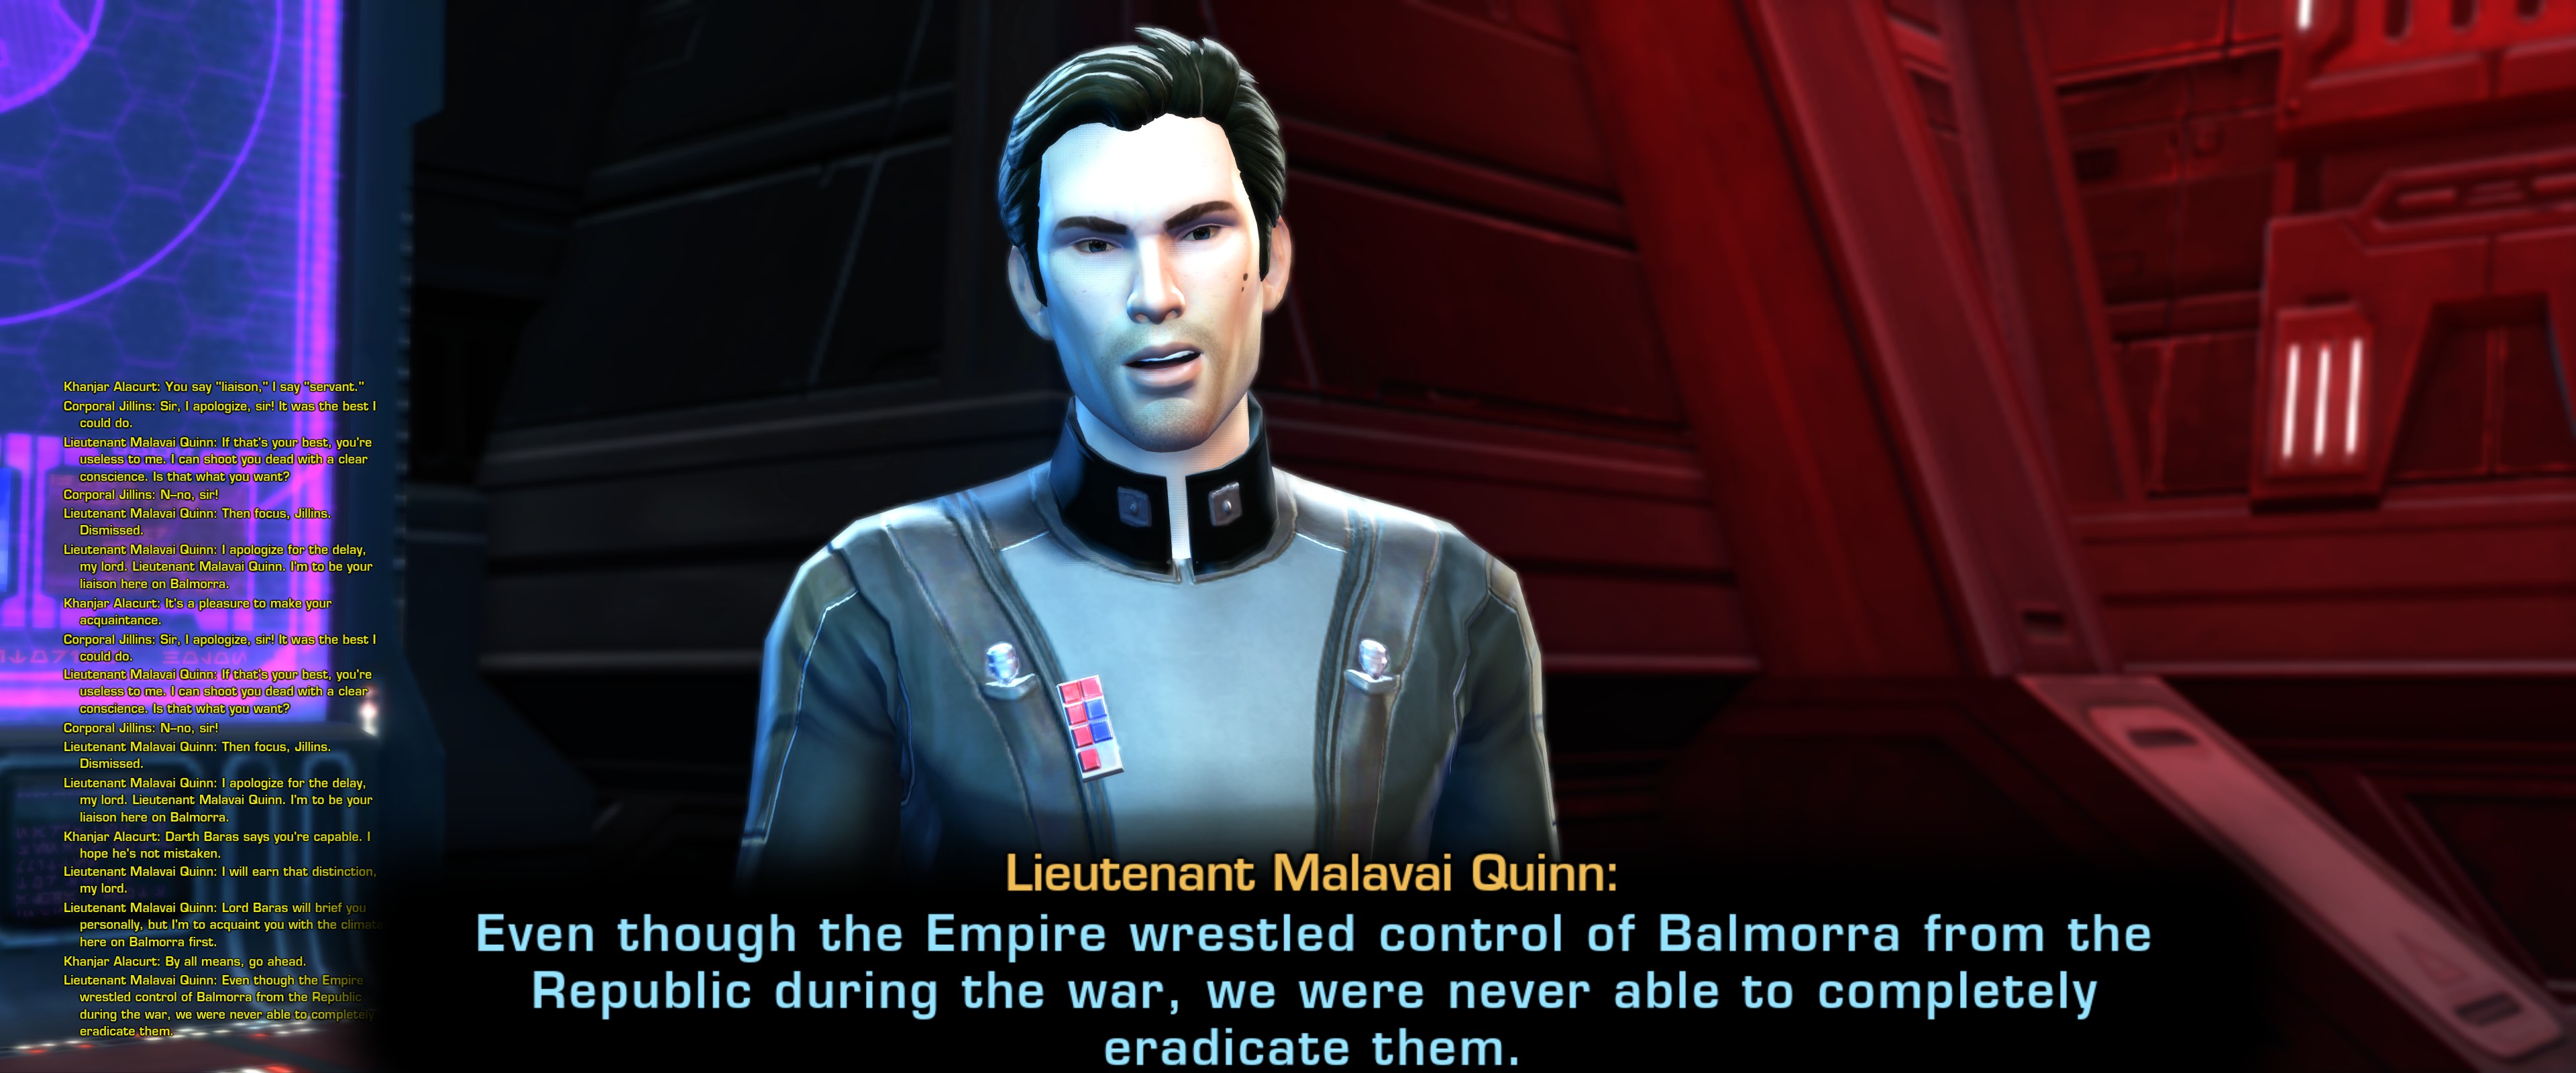 Khanjar Alacurt: You say "liaison," I say "servant."
Corporal Jillins: Sir, I apologize, sir! It was the best I
could do.
Lieutenant Malavai Quinn: If that's your best, you're
useless to me. I can shoot you dead with a clear
conscience. Is that what you want?
Corporal Jillins: N–no, sir!
Lieutenant Malavai Quinn: Then focus, Jillins.
Dismissed.
Lieutenant Malavai Quinn: I apologize for the delay,
my lord. Lieutenant Malavai Quinn. I'm to be your
liaison here on Balmorra.
Khanjar Alacurt: It's a pleasure to make your
acquaintance.
Corporal Jillins: Sir, I apologize, sir! It was the best I
could do.
Lieutenant Malavai Quinn: If that's your best, you're
useless to me. I can shoot you dead with a clear
conscience. Is that what you want?
Corporal Jillins: N–no, sir!
Lieutenant Malavai Quinn: Then focus, Jillins.
Dismissed.
Lieutenant Malavai Quinn: I apologize for the delay,
my lord. Lieutenant Malavai Quinn. I'm to be your
liaison here on Balmorra.
Khanjar Alacurt: Darth Baras says you're capable. I
hope he's not mistaken.
Lieutenant Malavai Quinn: I will earn that distinction,
my lord.
Lieutenant Malavai Quinn: Lord Baras will brief you
personally, but I'm to acquaint you with the climate
here on Balmorra first.
Khanjar Alacurt: By all means, go ahead.
Lieutenant Malavai Quinn: Even though the Empire
wrestled control of Balmorra from the Republic
during the war, we were never able to completely
eradicate them.
Lieutenant Malavai Quinn:
Even though the Empire wrestled control of Balmorra from the
Republic during the war, we were never able to completely
eradicate them.